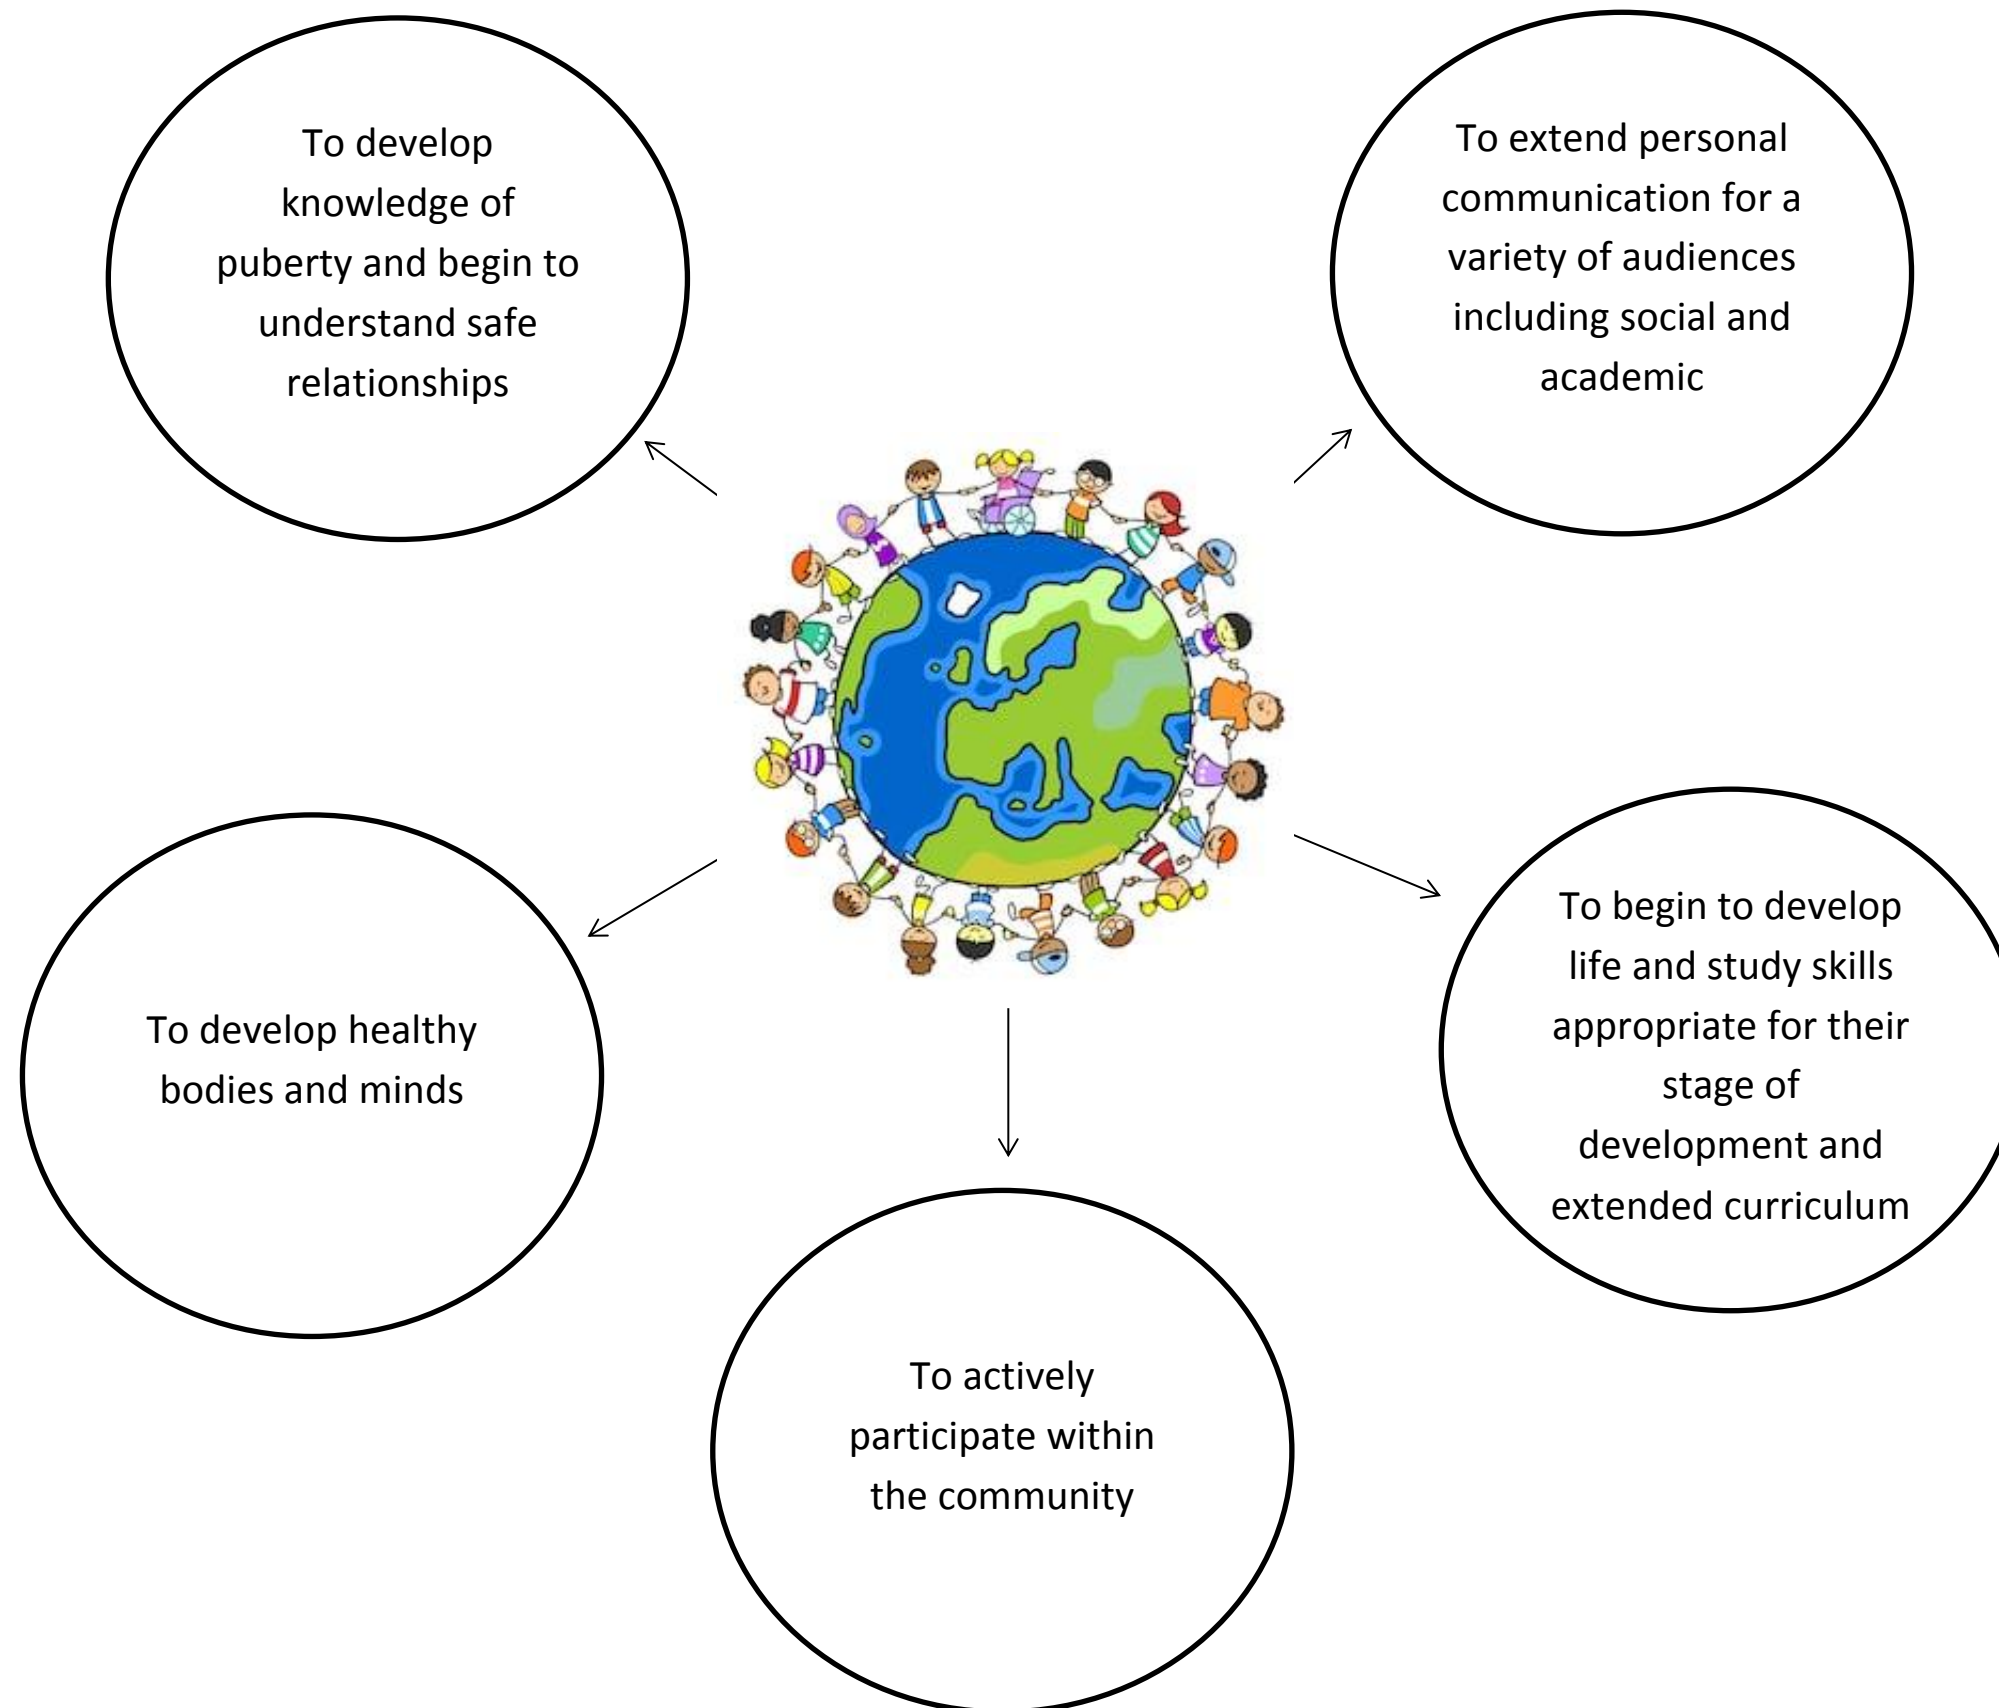 To develop
knowledge of
puberty and begin to
understand safe
relationships
To extend personal
communication for a
variety of audiences
including social and
academic
To develop healthy
bodies and minds
To begin to develop
life and study skills
appropriate for their
stage of
development and
extended curriculum
To actively
participate within
the community